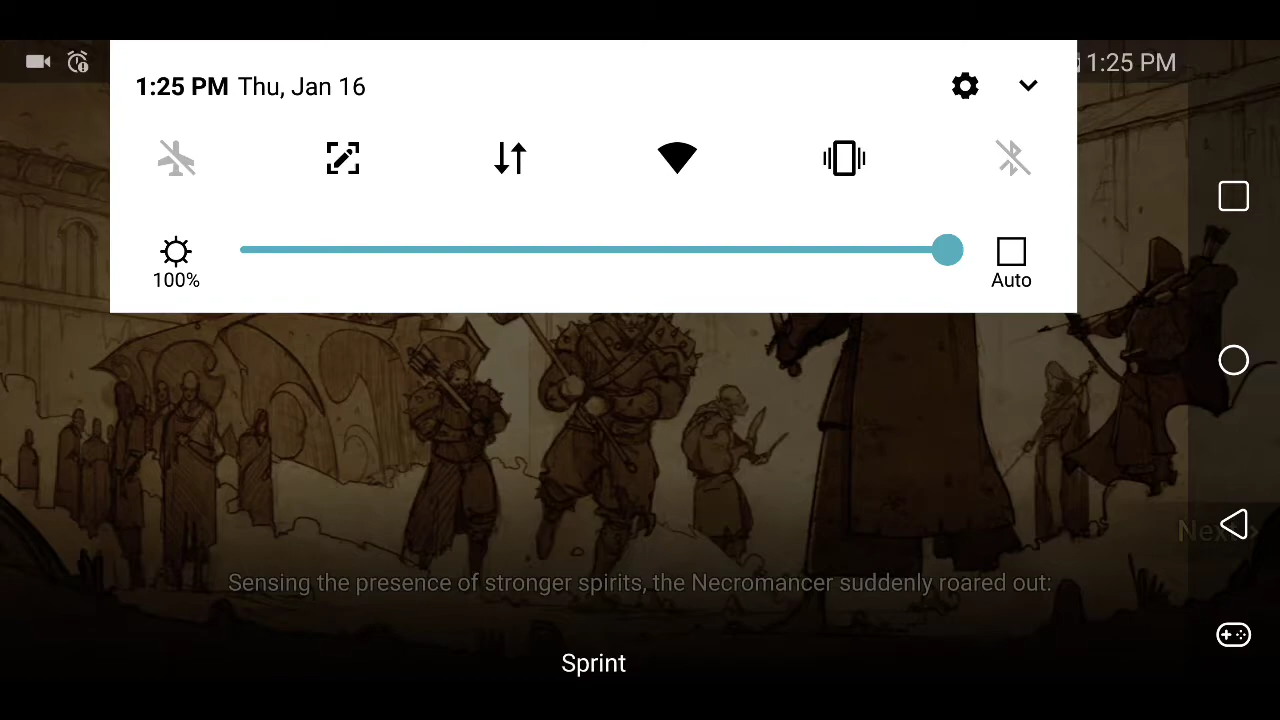 1:25 PM Thu, Jan 16
1:25 PM
100%
Auto
Next
Sensing the presence of stronger spirits, the Necromancer suddenly roared out:
Sprint